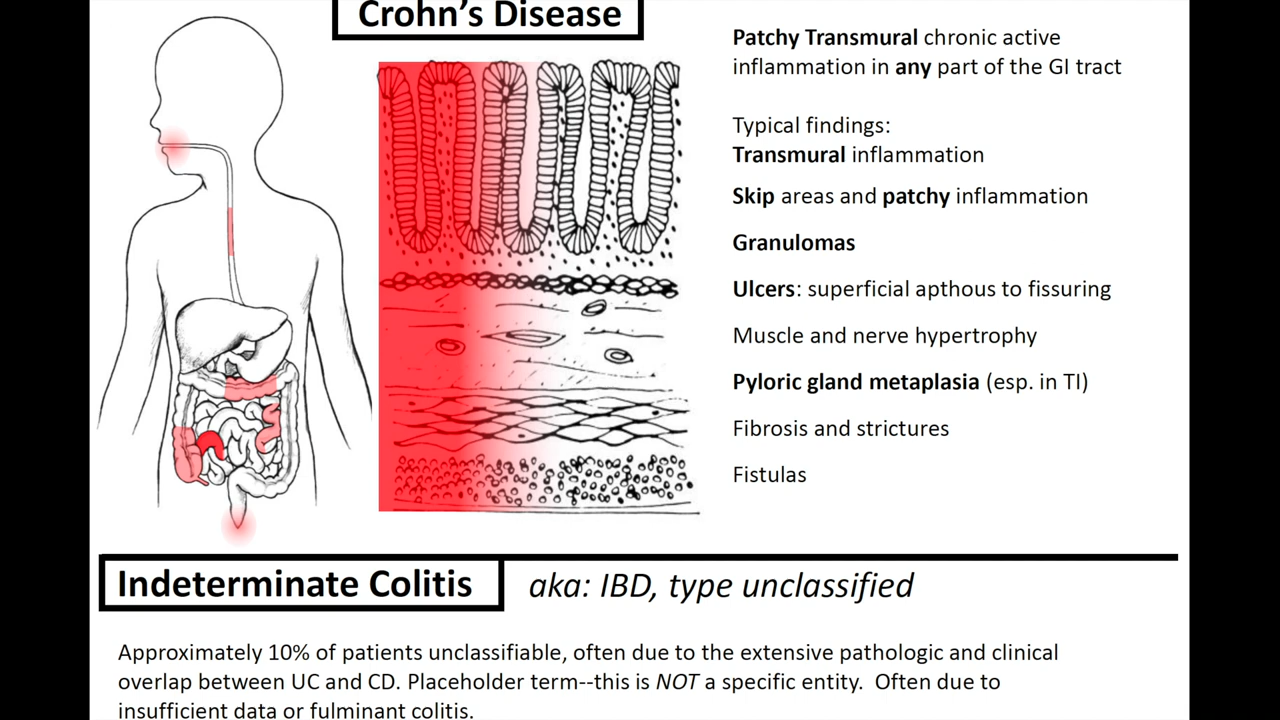 Crohn's Disease
Patchy Transmural chronic active
inflammation in any part of the GI tract
Typical findings:
Transmural inflammation
Skip areas and patchy inflammation
Granulomas
Ulcers: superficial apthous to fissuring
Muscle and nerve hypertrophy
Pyloric gland metaplasia (esp. in TI)
Fibrosis and strictures
Fistulas
Indeterminate Colitis
aka: IBD, type unclassified
Approximately 10% of patients unclassifiable, often due to the extensive pathologic and clinical
overlap between UC and CD. Placeholder term--this is NOT a specific entity.  Often due to
insufficient data or fulminant colitis.